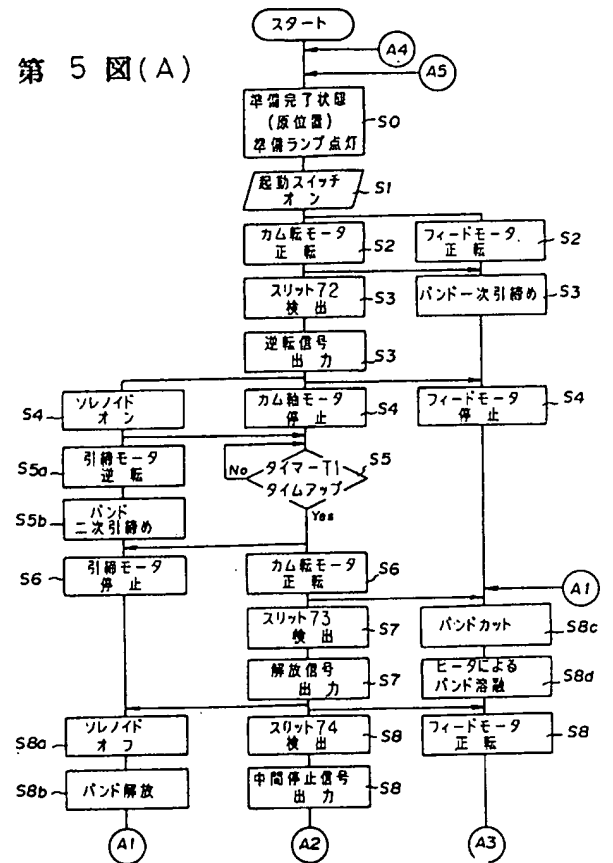 第 5 図(A)
スタート
A4
A5
準備完了状態
(原位置)
準備ランプ点灯
S0
起動スイッチ
オン
S1
カム転モータ
正 転
S2
フィードモータ
正 転
S2
スリット72
検 出
S3
バンド一次引締め
S3
逆転信号
出 力
S3
ソレノイド
オン
S4
カム軸モータ
停 止
S4
フィードモータ
停 止
S4
引締モータ
逆 転
S5a
No
タイマーT1
タイムアップ
S5
Yes
バンド
二次引締め
S5b
引締モータ
停 止
S6
カム転モータ
正 転
S6
A1
スリット73
検 出
S7
バンドカット
S8c
解放信号
出 力
S7
ヒータによる
バンド溶融
S8d
ソレノイド
オフ
S8a
スリット74
検 出
S8
フィードモータ
正 転
S8
バンド解放
S8b
中間停止信号
出 力
S8
A1
A2
A3